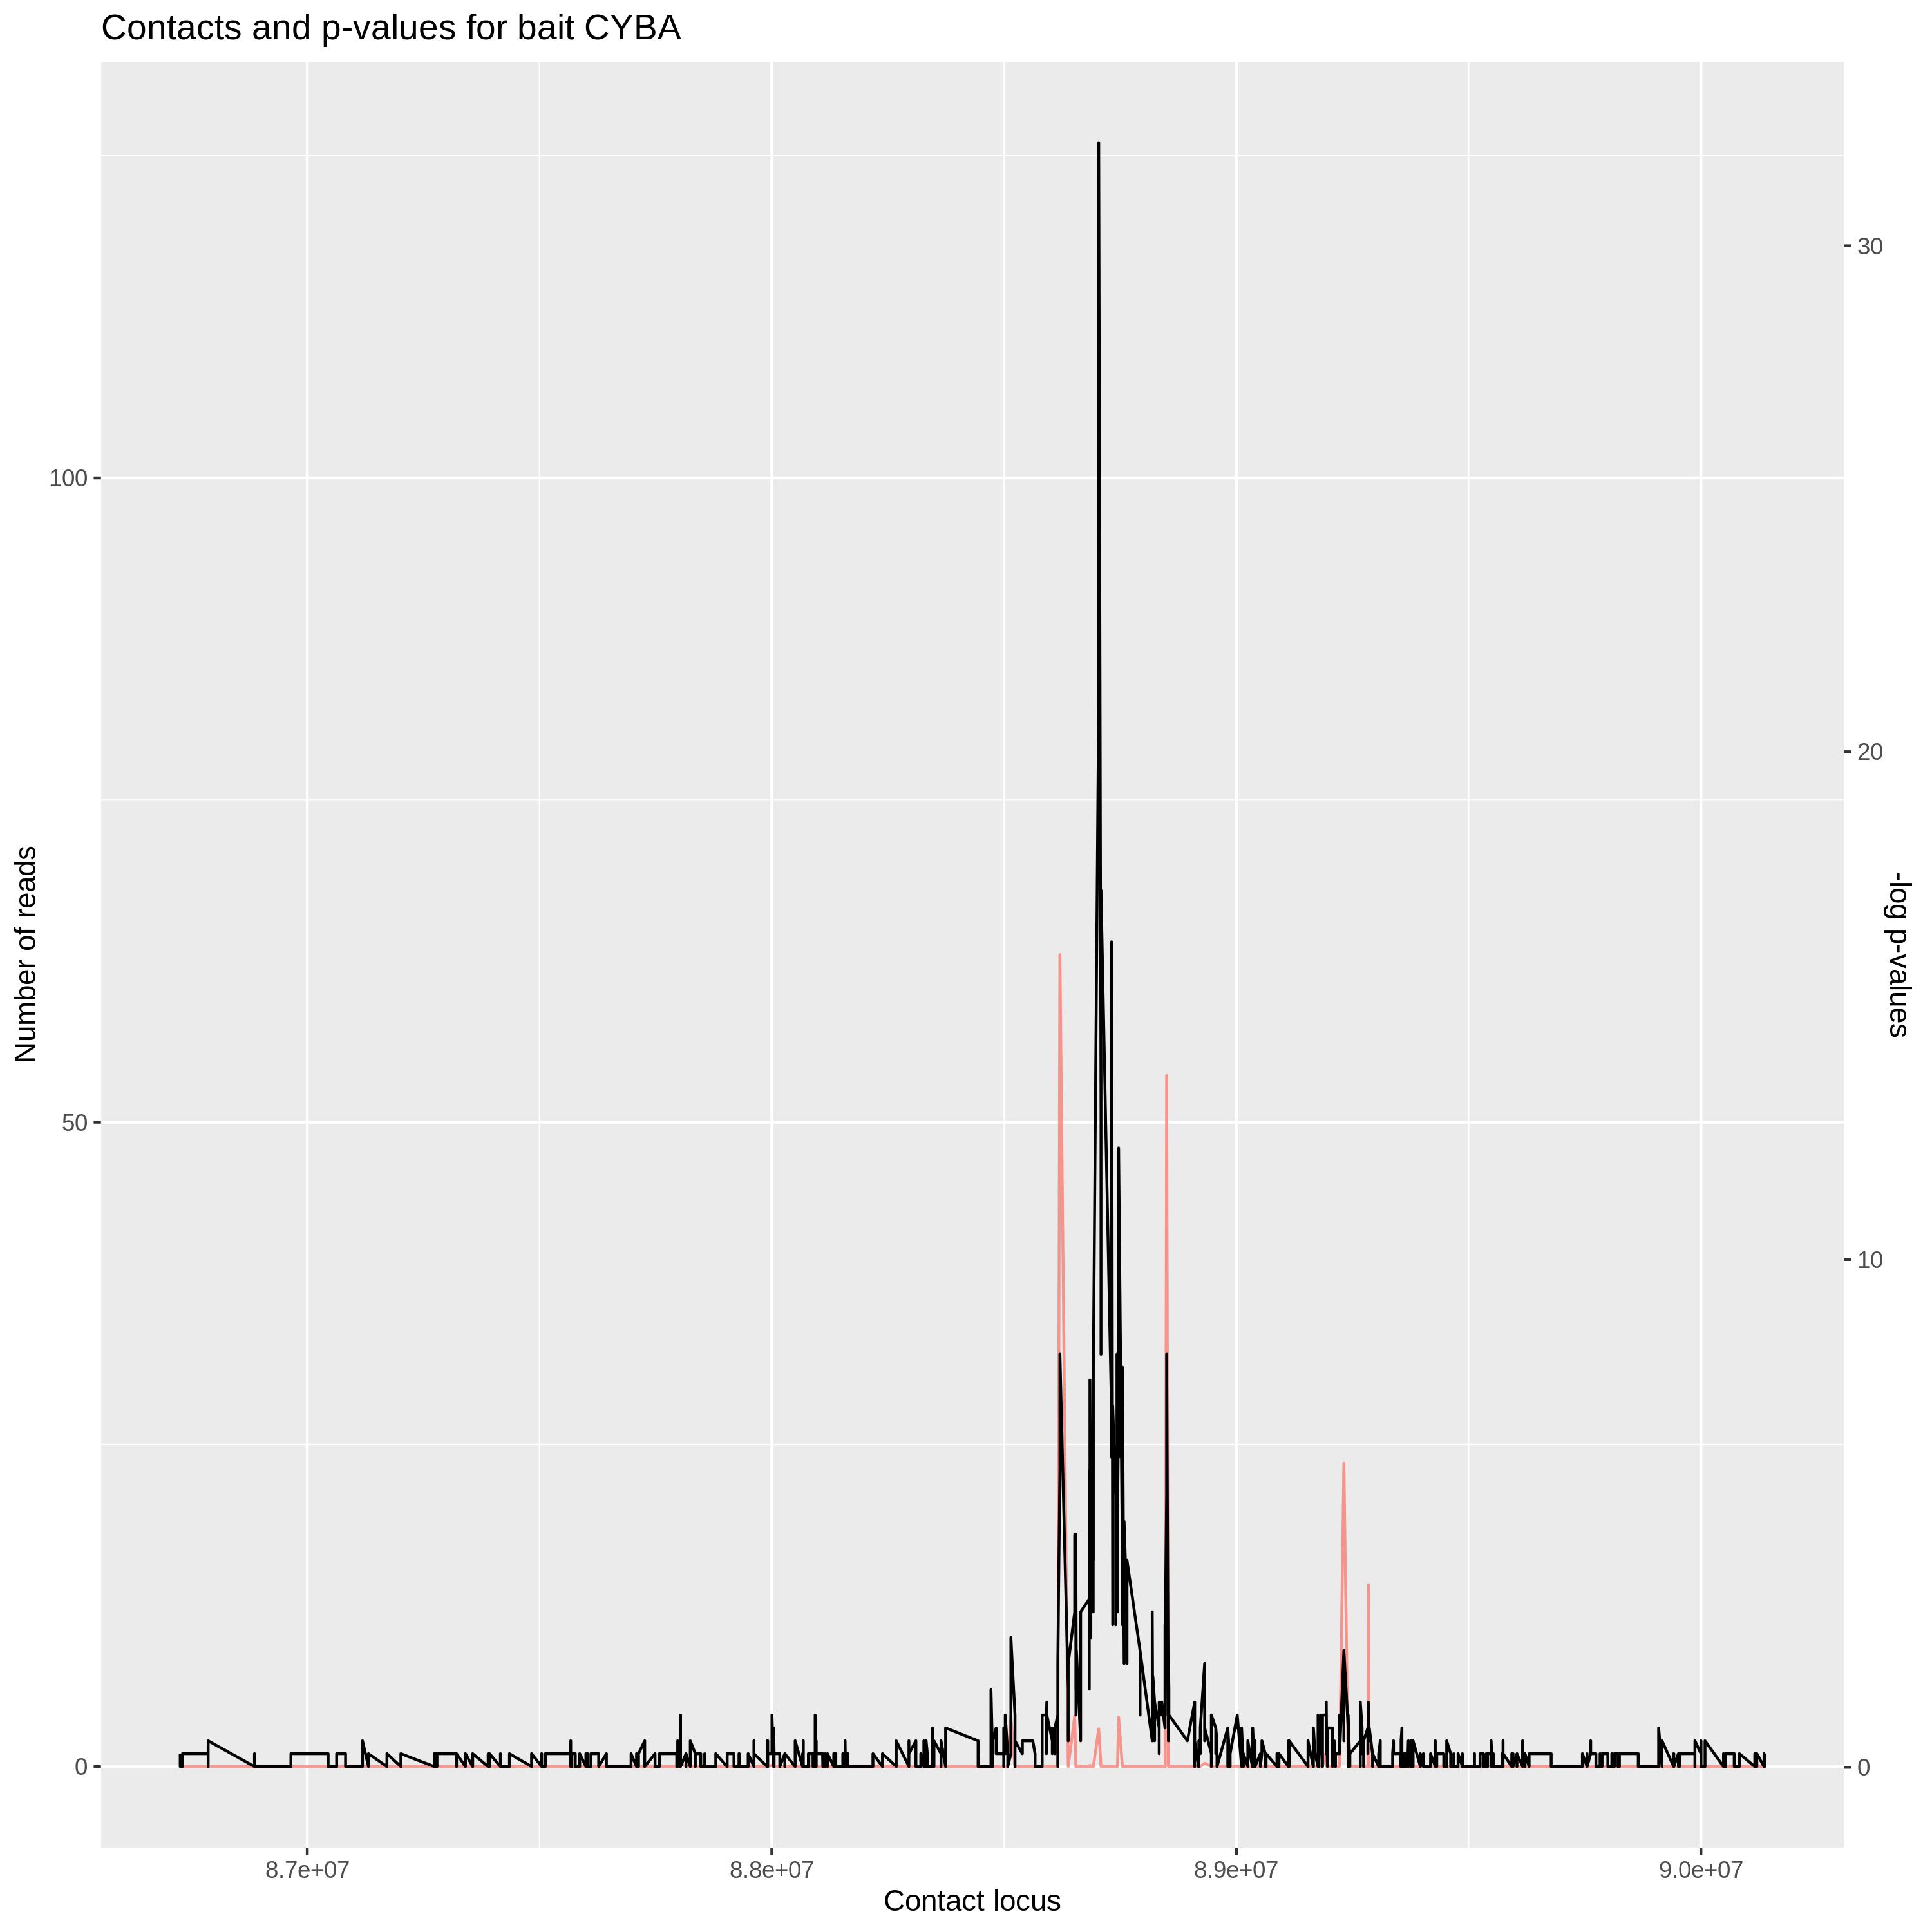 Contacts and p-values for bait CYBA
Number of reads
100
50
0
30
20
10
0
-log p-values
8.7e+07
8.8e+07
8.9e+07
9.0e+07
Contact locus